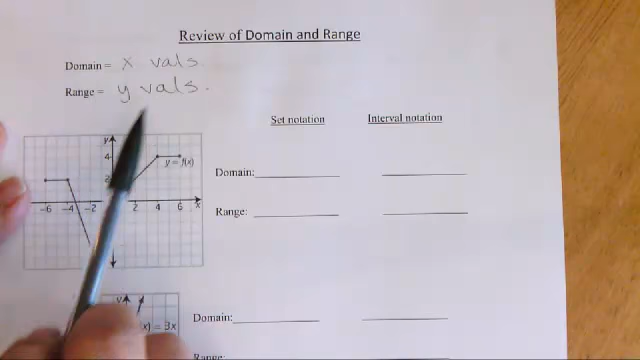 Review of Domain and Range
Domain = x vals.
Range = y vals.
Set notation
Interval notation
y
4
y = f(x)
2
-6 -4 -2 2 4 6 x
Domain:
Range:
y
(x) = 3x
Domain:
Range: